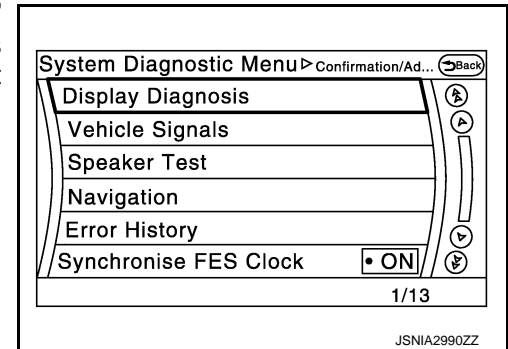 System Diagnostic Menu ▷ Confirmation/Ad... Back
Display Diagnosis
Vehicle Signals
Speaker Test
Navigation
Error History
Synchronise FES Clock • ON
1/13
JSNIA2990ZZ